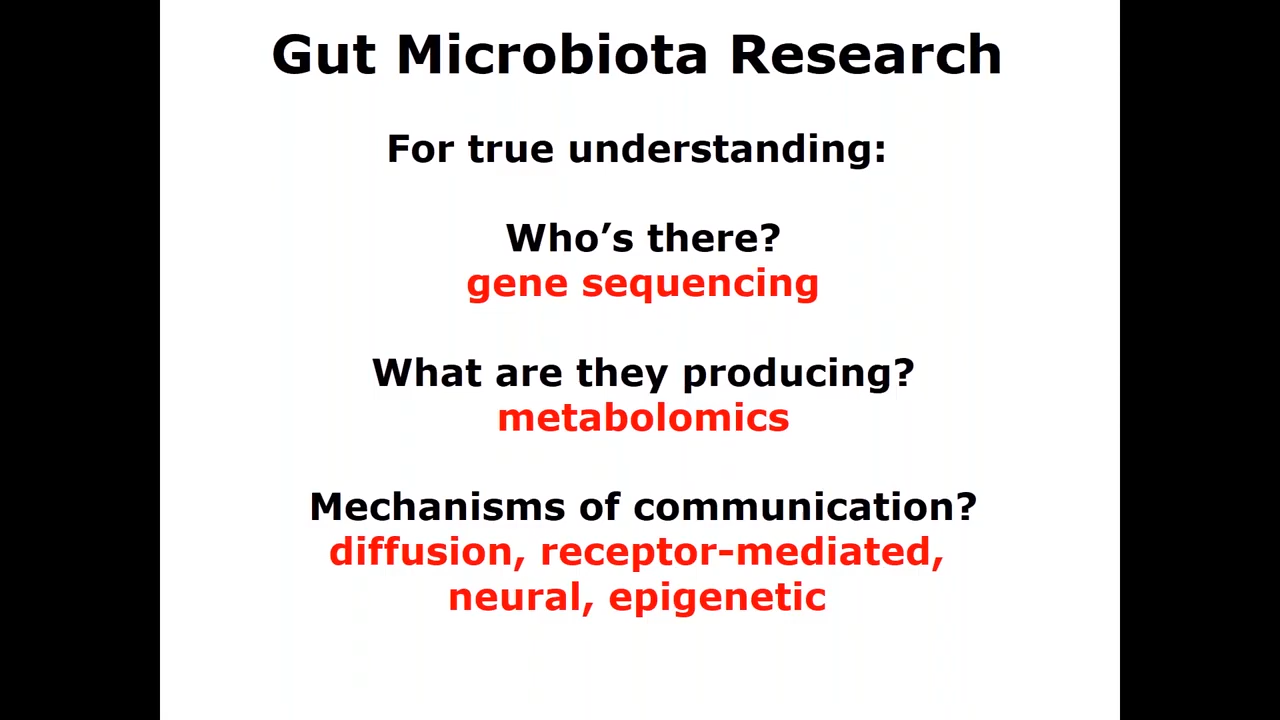 Gut Microbiota Research
For true understanding:
Who’s there?
gene sequencing
What are they producing?
metabolomics
Mechanisms of communication?
diffusion, receptor-mediated,
neural, epigenetic